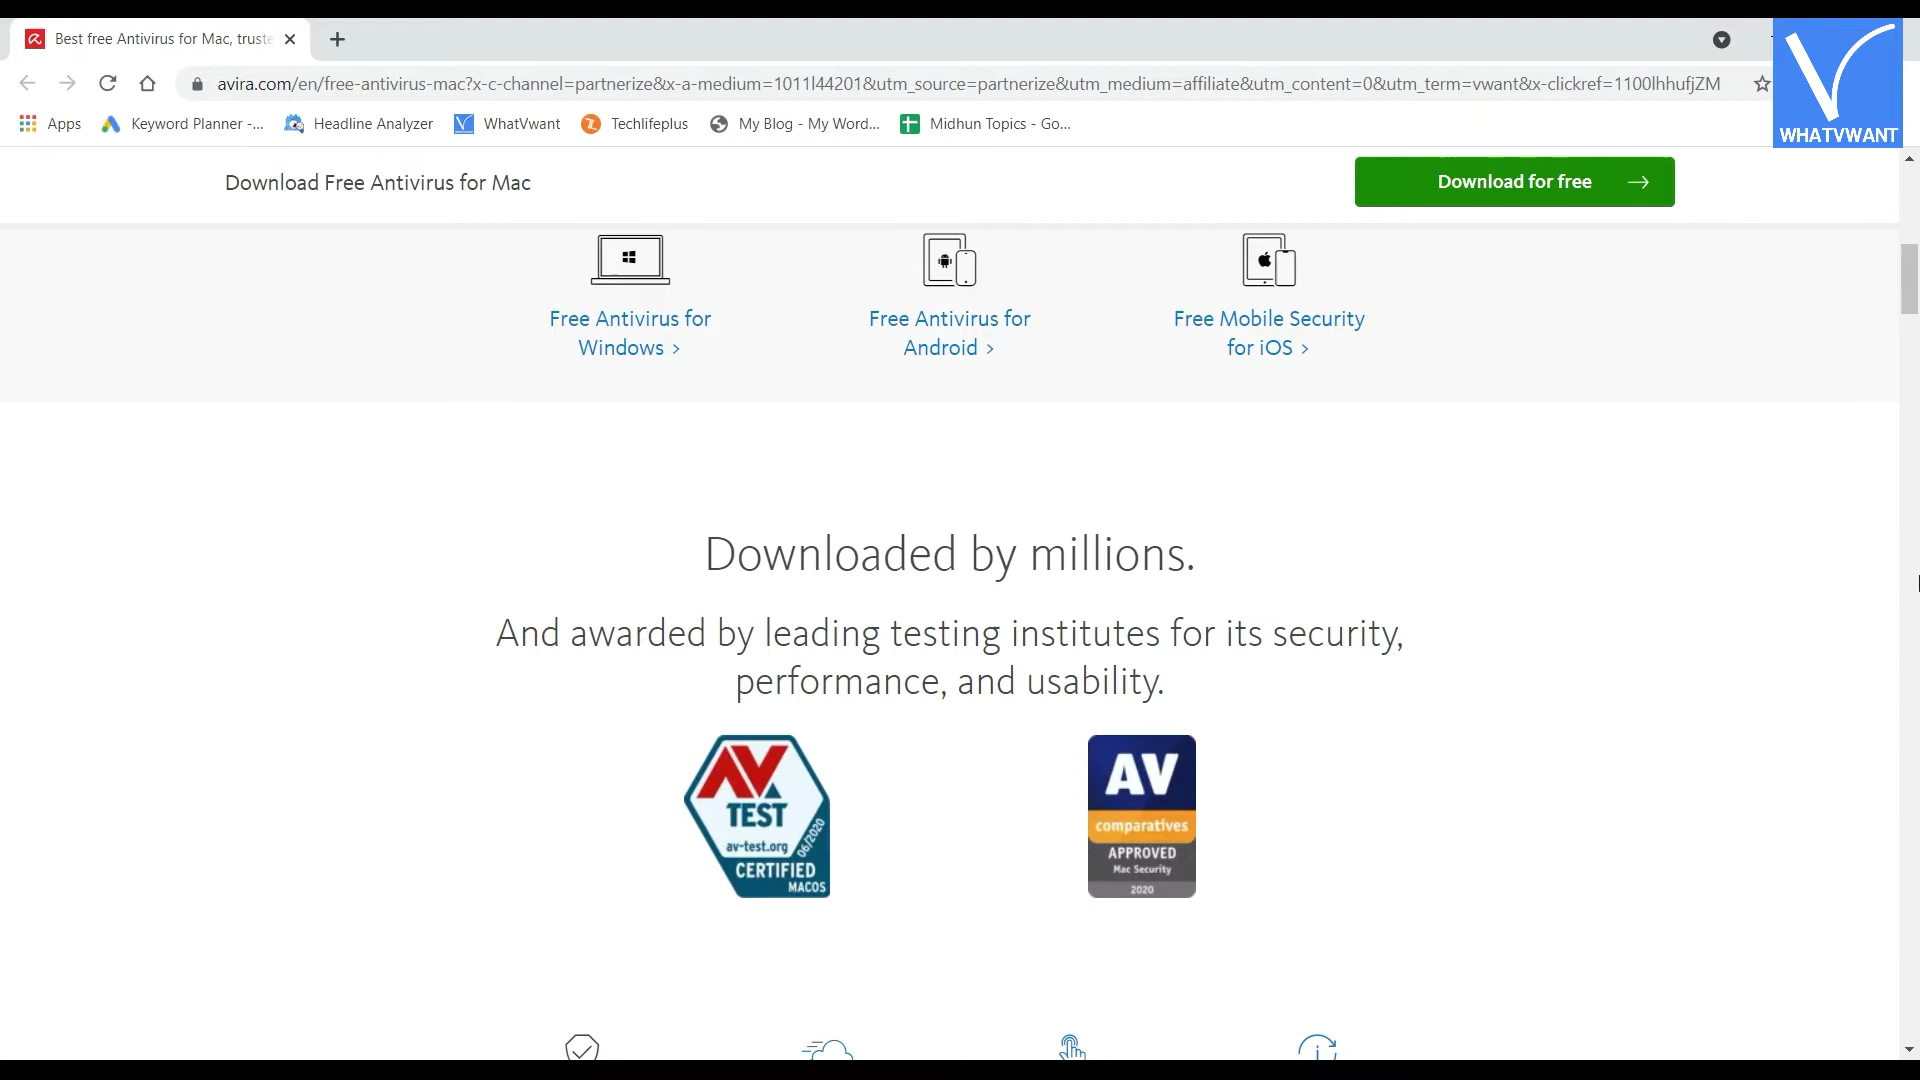 Best free Antivirus for Mac, truste
avira.com/en/free-antivirus-mac?x-c-channel=partnerize&x-a-medium=1011l44201&utm_source=partnerize&utm_medium=affiliate&utm_content=0&utm_term=vwant&x-clickref=1100lhhufjZM
Apps
Keyword Planner -...
Headline Analyzer
WhatVwant
Techlifeplus
My Blog - My Word...
Midhun Topics - Go...
WHATVWANT
Download Free Antivirus for Mac
Download for free
Free Antivirus for
Windows >
Free Antivirus for
Android >
Free Mobile Security
for iOS >
Downloaded by millions.
And awarded by leading testing institutes for its security,
performance, and usability.
AV
TEST
av-test.org
06/2020
CERTIFIED
MACOS
AV
comparatives
APPROVED
Mac Security
2020